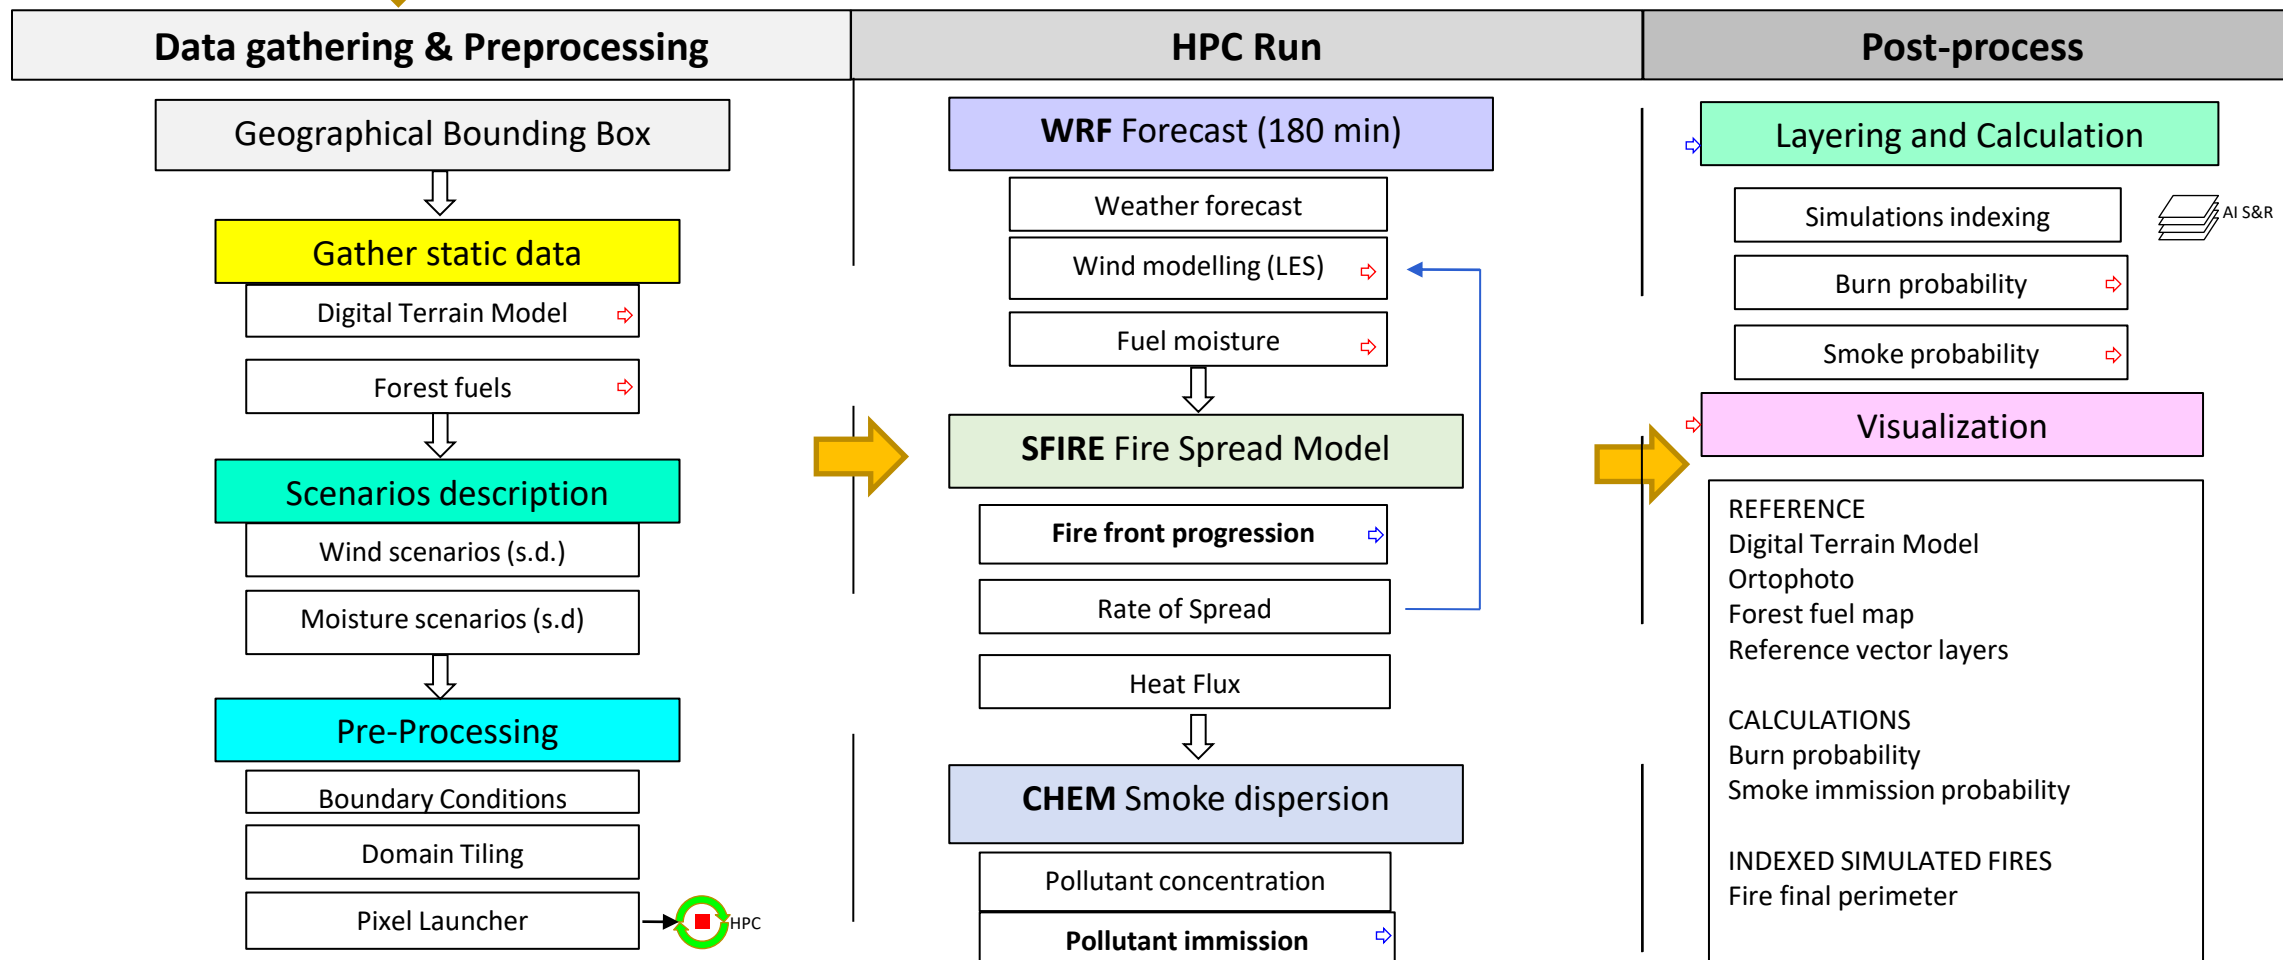 Data gathering & Preprocessing
HPC Run
Post-process
Geographical Bounding Box
Gather static data
Digital Terrain Model
Forest fuels
Scenarios description
Wind scenarios (s.d.)
Moisture scenarios (s.d)
Pre-Processing
Boundary Conditions
Domain Tiling
Pixel Launcher
HPC
WRF Forecast (180 min)
Weather forecast
Wind modelling (LES)
Fuel moisture
SFIRE Fire Spread Model
Fire front progression
Rate of Spread
Heat Flux
CHEM Smoke dispersion
Pollutant concentration
Pollutant immission
Layering and Calculation
Simulations indexing
AI S&R
Burn probability
Smoke probability
Visualization
REFERENCE
Digital Terrain Model
Ortophoto
Forest fuel map
Reference vector layers
CALCULATIONS
Burn probability
Smoke immission probability
INDEXED SIMULATED FIRES
Fire final perimeter